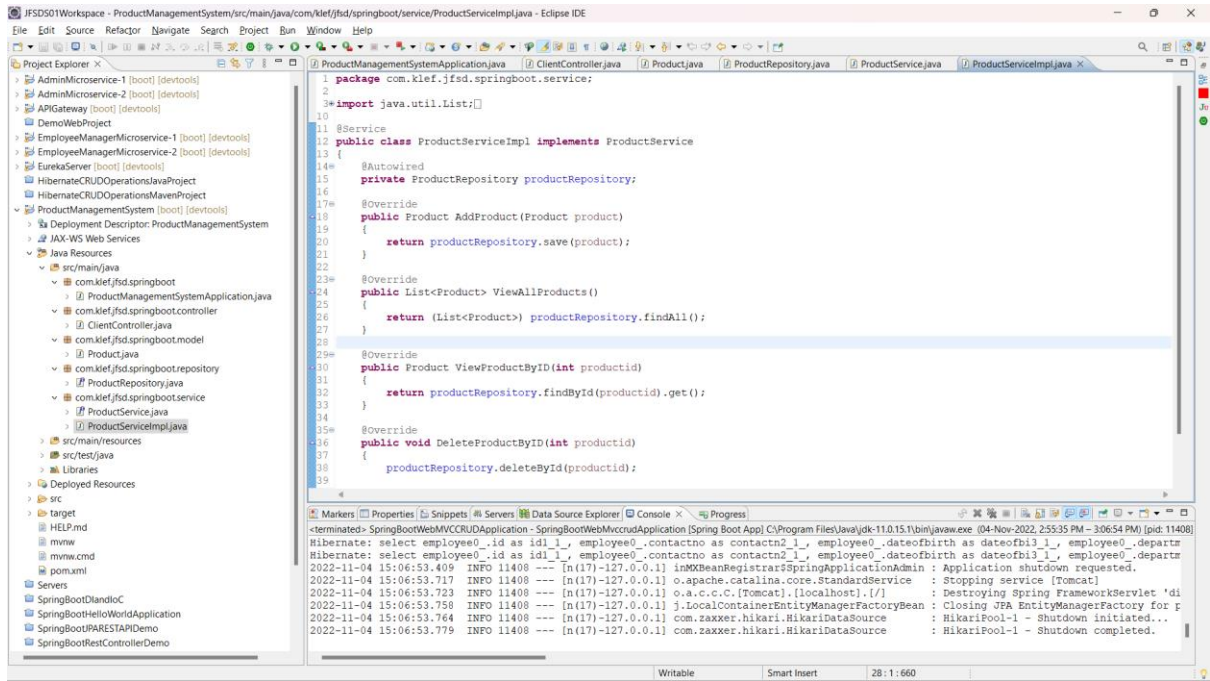 JFSDS01Workspace - ProductManagementSystem/src/main/java/com/klef/jfsd/springboot/service/ProductServiceImpl.java - Eclipse IDE
File Edit Source Refactor Navigate Search Project Run Window Help
Project Explorer
AdminMicroservice-1 [boot] [devtools]
AdminMicroservice-2 [boot] [devtools]
APIGateway [boot] [devtools]
DemoWebProject
EmployeeManagerMicroservice-1 [boot] [devtools]
EmployeeManagerMicroservice-2 [boot] [devtools]
EurekaServer [boot] [devtools]
HibernateCRUDOperationsJavaProject
HibernateCRUDOperationsMavenProject
ProductManagementSystem [boot] [devtools]
Deployment Descriptor: ProductManagementSystem
JAX-WS Web Services
Java Resources
src/main/java
com.klef.jfsd.springboot
ProductManagementSystemApplication.java
com.klef.jfsd.springboot.controller
ClientController.java
com.klef.jfsd.springboot.model
Product.java
com.klef.jfsd.springboot.repository
ProductRepository.java
com.klef.jfsd.springboot.service
ProductService.java
ProductServiceImpl.java
src/main/resources
src/test/java
Libraries
Deployed Resources
src
target
HELP.md
mvnw
mvnw.cmd
pom.xml
Servers
SpringBootDIandIoC
SpringBootHelloWorldApplication
SpringBootJPARESTAPIDemo
SpringBootRestControllerDemo
ProductManagementSystemApplication.java ClientController.java Product.java ProductRepository.java ProductService.java ProductServiceImpl.java
1 package com.klef.jfsd.springboot.service;
2
3 import java.util.List;
10
11 @Service
12 public class ProductServiceImpl implements ProductService
13 {
14 @Autowired
15 private ProductRepository productRepository;
16
17 @Override
18 public Product AddProduct(Product product)
19 {
20 return productRepository.save(product);
21 }
22
23 @Override
24 public List<Product> ViewAllProducts()
25 {
26 return (List<Product>) productRepository.findAll();
27 }
28
29 @Override
30 public Product ViewProductByID(int productid)
31 {
32 return productRepository.findById(productid).get();
33 }
34
35 @Override
36 public void DeleteProductByID(int productid)
37 {
38 productRepository.deleteById(productid);
39
Markers Properties Snippets Servers Data Source Explorer Console Progress
<terminated> SpringBootWebMVCCRUDApplication - SpringBootWebMvccrudApplication [Spring Boot App] C:\Program Files\Java\jdk-11.0.15.1\bin\javaw.exe (04-Nov-2022, 2:55:35 PM – 3:06:54 PM) [pid: 11408]
Hibernate: select employee0_.id as id1_1_, employee0_.contactno as contactn2_1_, employee0_.dateofbirth as dateofbi3_1_, employee0_.departm
Hibernate: select employee0_.id as id1_1_, employee0_.contactno as contactn2_1_, employee0_.dateofbirth as dateofbi3_1_, employee0_.departm
2022-11-04 15:06:53.409 INFO 11408 --- [n(17)-127.0.0.1] inMXBeanRegistrar$SpringApplicationAdmin : Application shutdown requested.
2022-11-04 15:06:53.723 INFO 11408 --- [n(17)-127.0.0.1] o.apache.catalina.core.StandardService : Stopping service [Tomcat]
2022-11-04 15:06:53.723 INFO 11408 --- [n(17)-127.0.0.1] o.a.c.c.C.[Tomcat].[localhost].[/] : Destroying Spring FrameworkServlet 'di
2022-11-04 15:06:53.758 INFO 11408 --- [n(17)-127.0.0.1] j.LocalContainerEntityManagerFactoryBean : Closing JPA EntityManagerFactory for p
2022-11-04 15:06:53.764 INFO 11408 --- [n(17)-127.0.0.1] com.zaxxer.hikari.HikariDataSource : HikariPool-1 - Shutdown initiated...
2022-11-04 15:06:53.779 INFO 11408 --- [n(17)-127.0.0.1] com.zaxxer.hikari.HikariDataSource : HikariPool-1 - Shutdown completed.
Writable Smart Insert 28 : 1 : 660